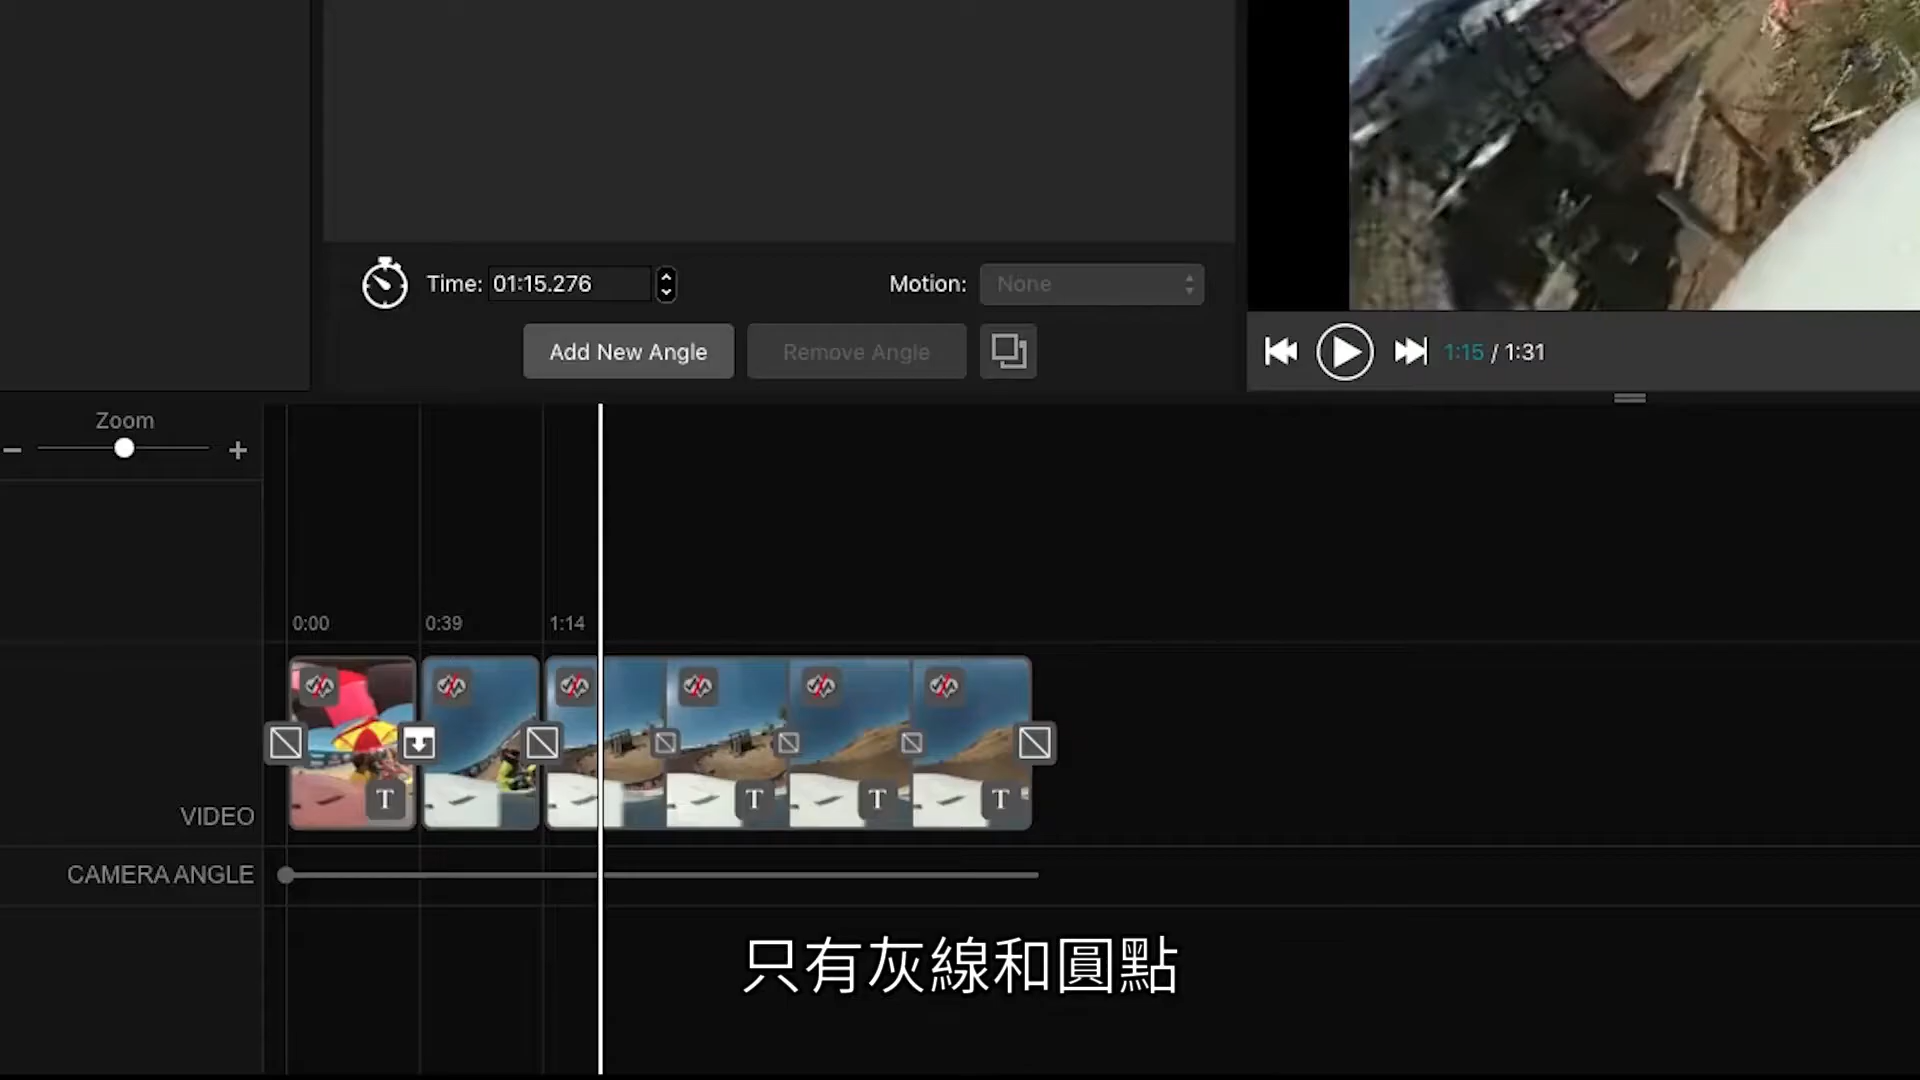 Time: 01:15.276
Motion: None
Add New Angle
Remove Angle
1:15 / 1:31
Zoom
0:00
0:39
1:14
T
T
T
T
VIDEO
CAMERA ANGLE
只有灰線和圓點